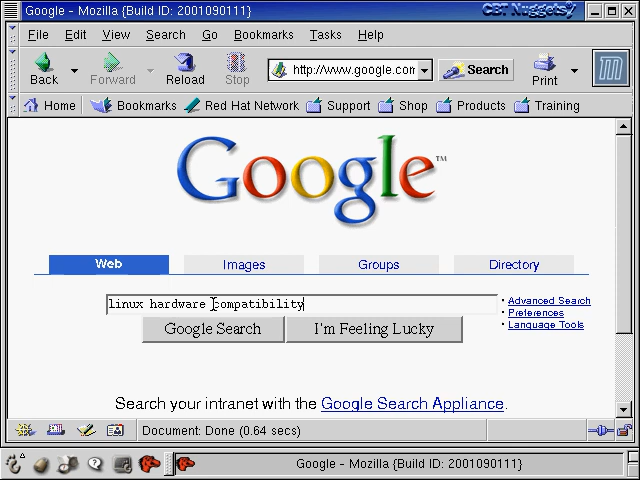 Google - Mozilla {Build ID: 2001090111}
CBT Nuggets
File Edit View Search Go Bookmarks Tasks Help
Back Forward Reload Stop http://www.google.com Search Print m
Home Bookmarks Red Hat Network Support Shop Products Training
Google™
Web Images Groups Directory
linux hardware compatibility
• Advanced Search
• Preferences
• Language Tools
Google Search I'm Feeling Lucky
Search your intranet with the Google Search Appliance.
Document: Done (0.64 secs)
Google - Mozilla {Build ID: 2001090111}